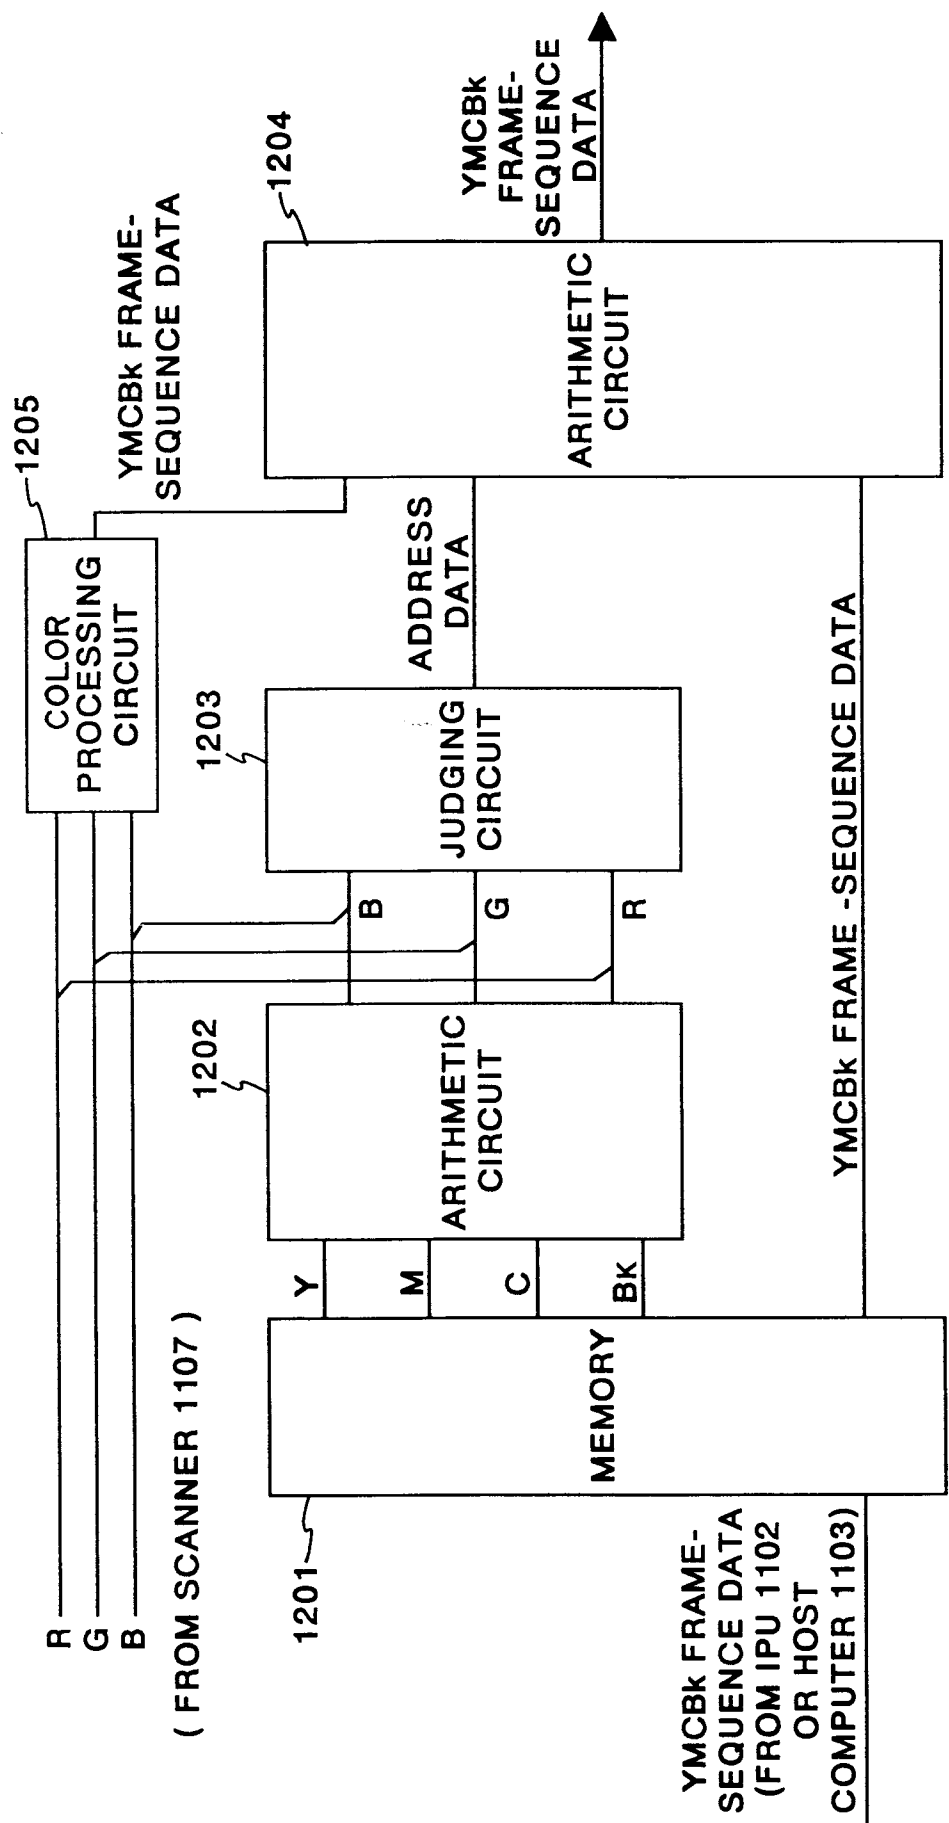 R
G
B
( FROM SCANNER 1107 )
1205
COLOR
PROCESSING
CIRCUIT
YMCBk FRAME-
SEQUENCE DATA
1204
ARITHMETIC
CIRCUIT
YMCBk
FRAME-
SEQUENCE
DATA
1203
JUDGING
CIRCUIT
ADDRESS
DATA
B
G
R
1202
ARITHMETIC
CIRCUIT
Y
M
C
BK
1201
MEMORY
YMCBk FRAME -SEQUENCE DATA
YMCBk FRAME-
SEQUENCE DATA
(FROM IPU 1102
OR HOST
COMPUTER 1103)